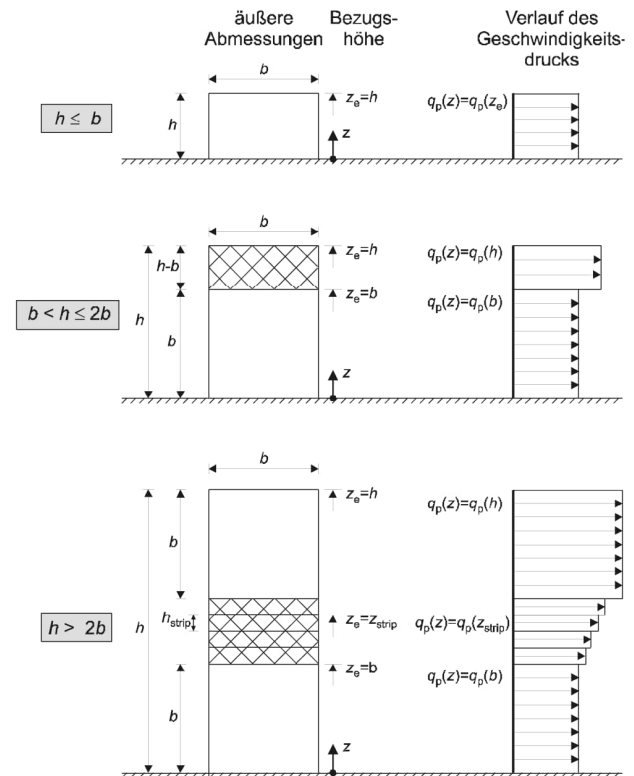 äußere Abmessungen
Bezugs-
höhe
Verlauf des
Geschwindigkeits-
drucks
h ≤ b
b
h
z_e=h
z
q_p(z)=q_p(z_e)
b < h ≤ 2b
b
h-b
h
b
z_e=h
z_e=b
z
q_p(z)=q_p(h)
q_p(z)=q_p(b)
h > 2b
b
h
b
h_strip
b
z_e=h
z_e=z_strip
z_e=b
z
q_p(z)=q_p(h)
q_p(z)=q_p(z_strip)
q_p(z)=q_p(b)